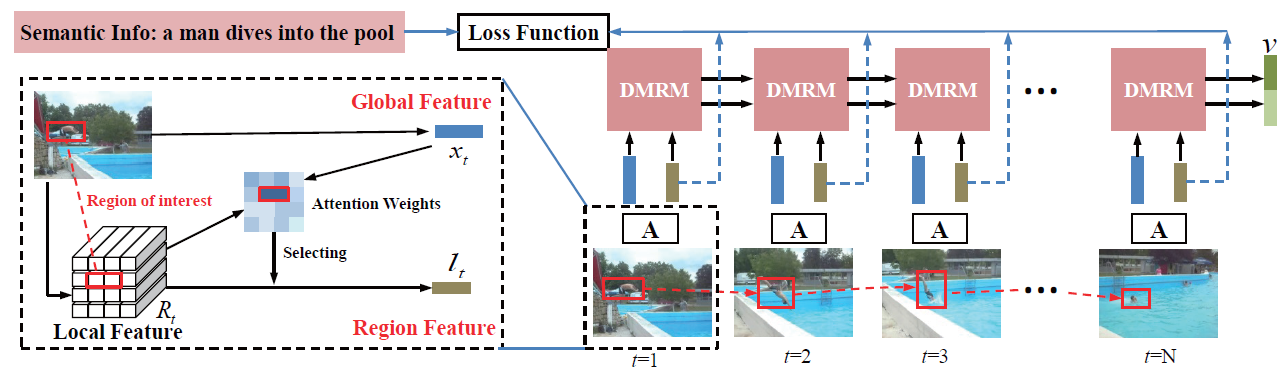 Semantic Info: a man dives into the pool
Loss Function
v
DMRM
DMRM
DMRM
...
DMRM
Global Feature
x_t
Region of interest
Attention Weights
Selecting
l_t
R_t
Local Feature
Region Feature
A
A
A
A
...
t=1
t=2
t=3
t=N